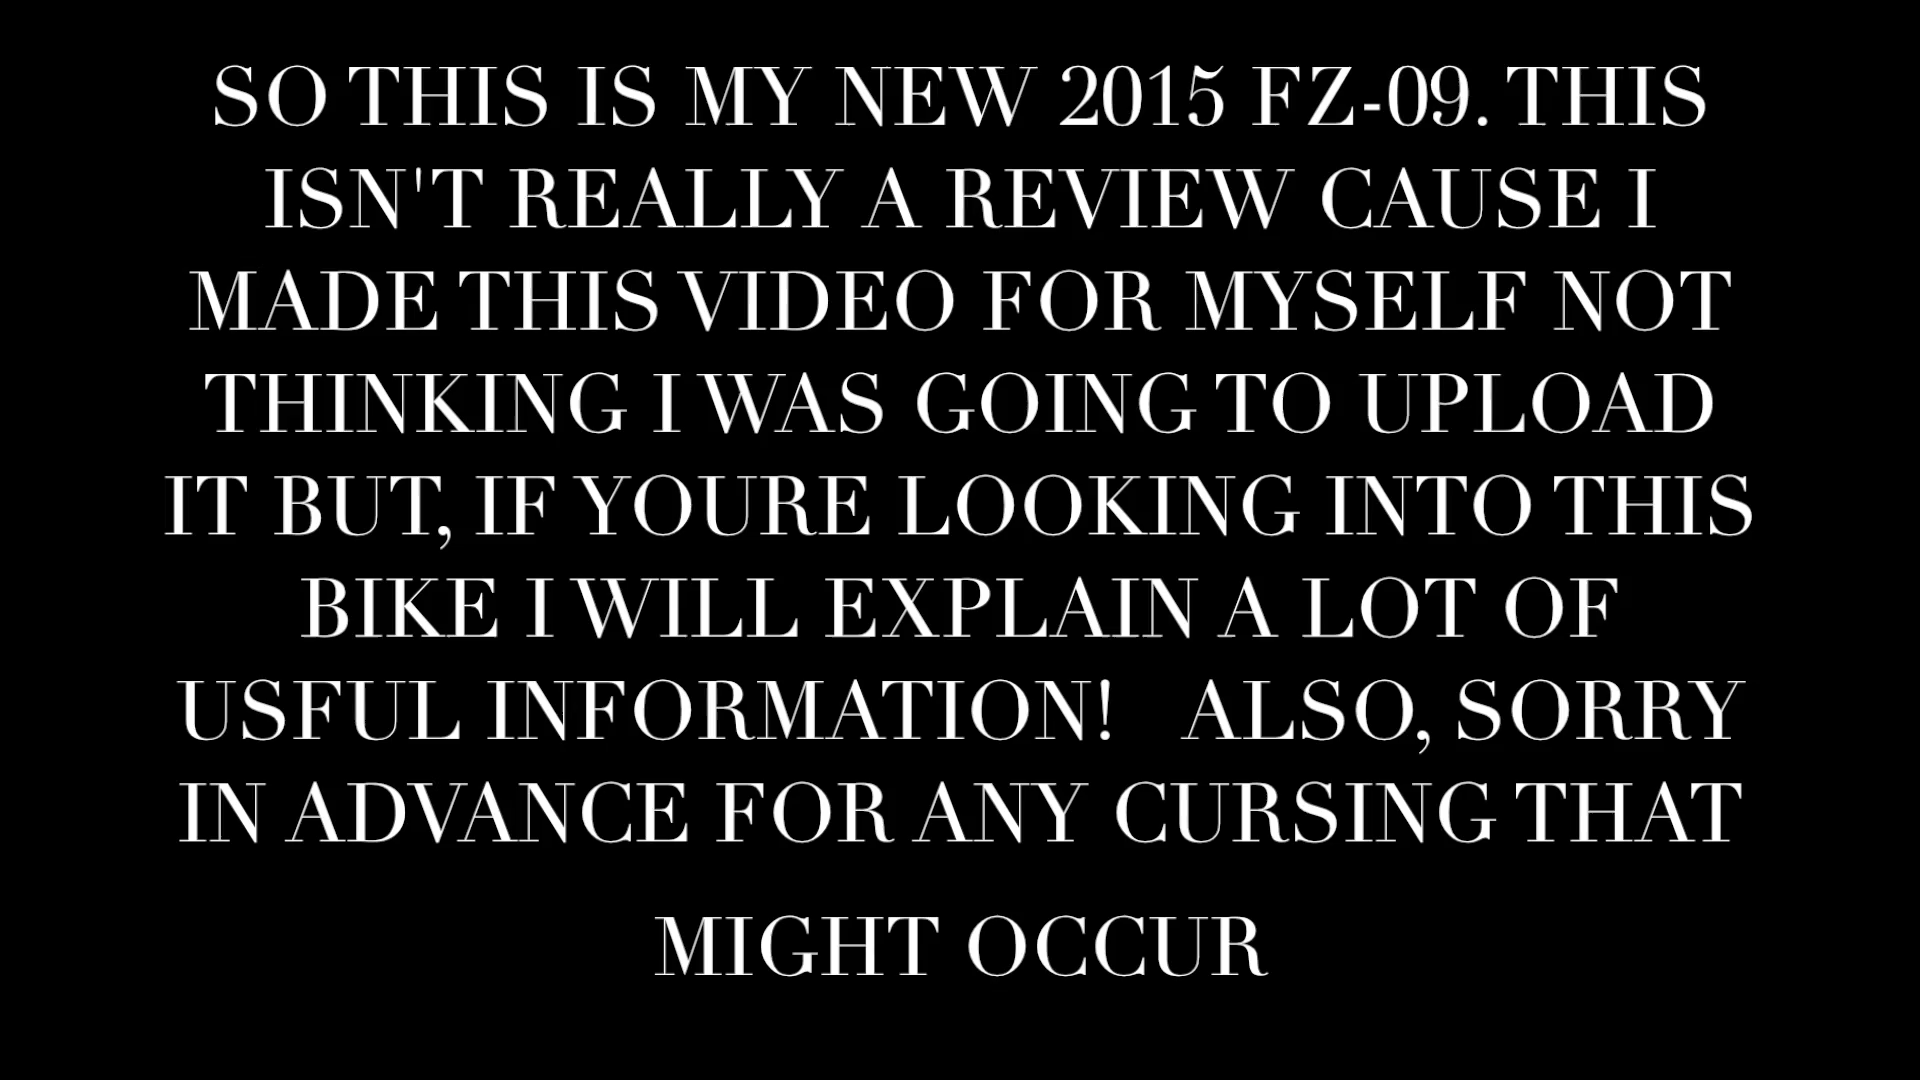 SO THIS IS MY NEW 2015 FZ-09. THIS
ISN'T REALLY A REVIEW CAUSE I
MADE THIS VIDEO FOR MYSELF NOT
THINKING I WAS GOING TO UPLOAD
IT BUT, IF YOURE LOOKING INTO THIS
BIKE I WILL EXPLAIN A LOT OF
USFUL INFORMATION!   ALSO, SORRY
IN ADVANCE FOR ANY CURSING THAT
MIGHT OCCUR